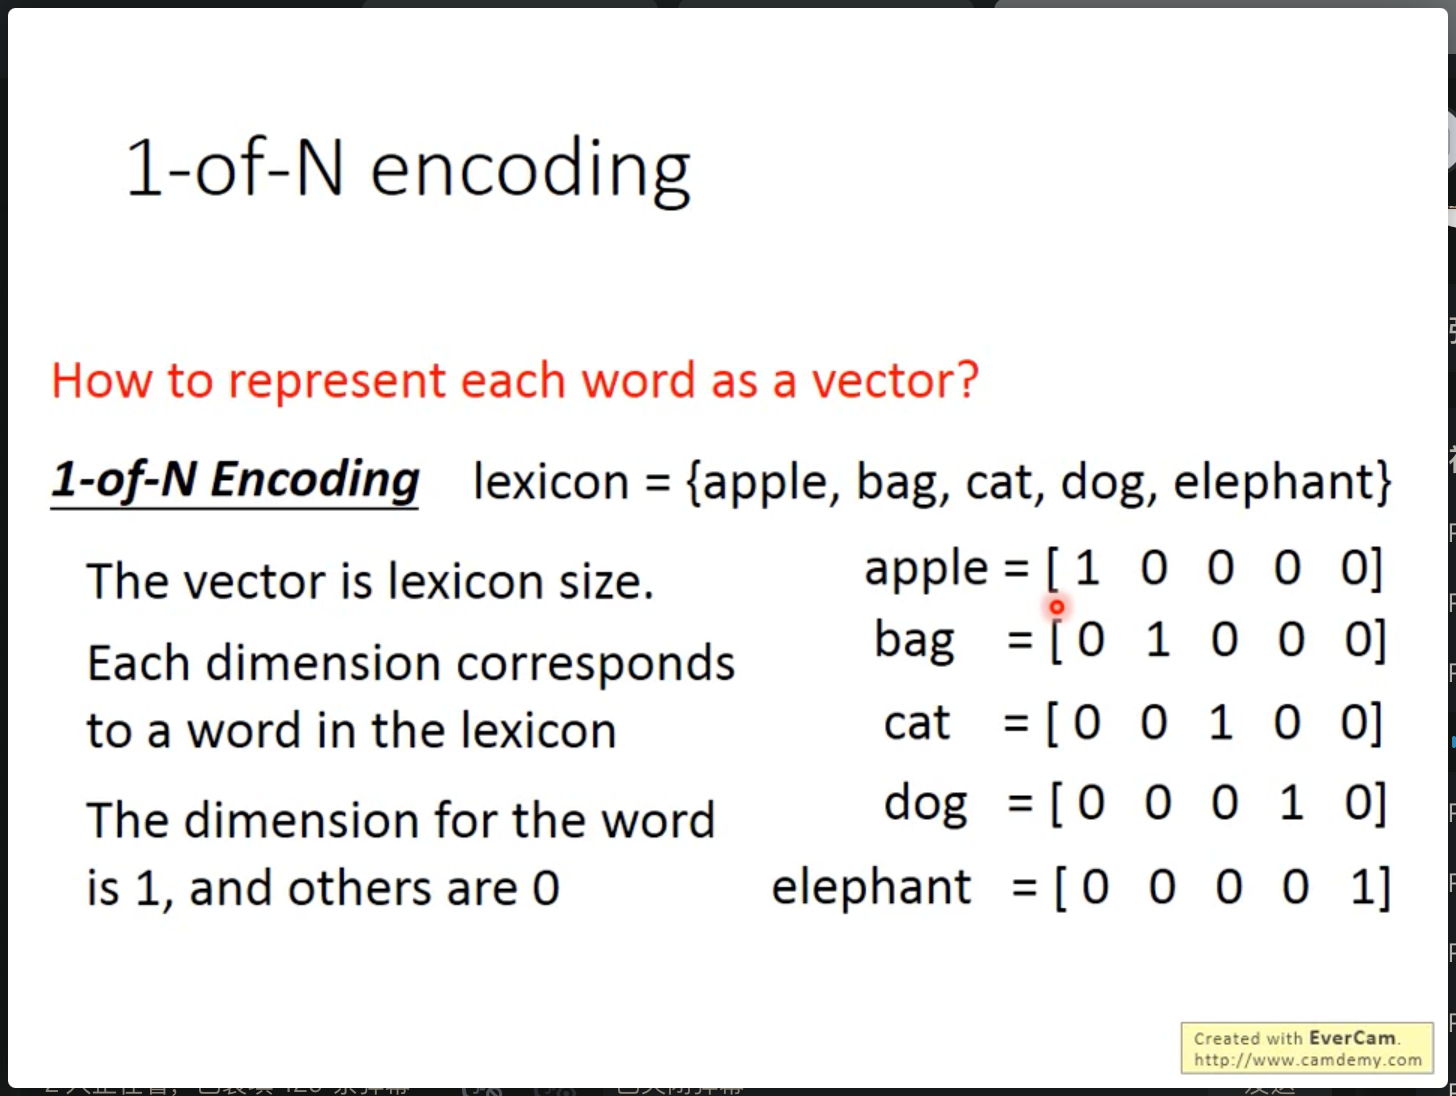 1-of-N encoding
How to represent each word as a vector?
1-of-N Encoding lexicon = {apple, bag, cat, dog, elephant}
The vector is lexicon size.
Each dimension corresponds
to a word in the lexicon
The dimension for the word
is 1, and others are 0
apple = [ 1 0 0 0 0]
bag = [ 0 1 0 0 0]
cat = [ 0 0 1 0 0]
dog = [ 0 0 0 1 0]
elephant = [ 0 0 0 0 1]
Created with EverCam.
http://www.camdemy.com